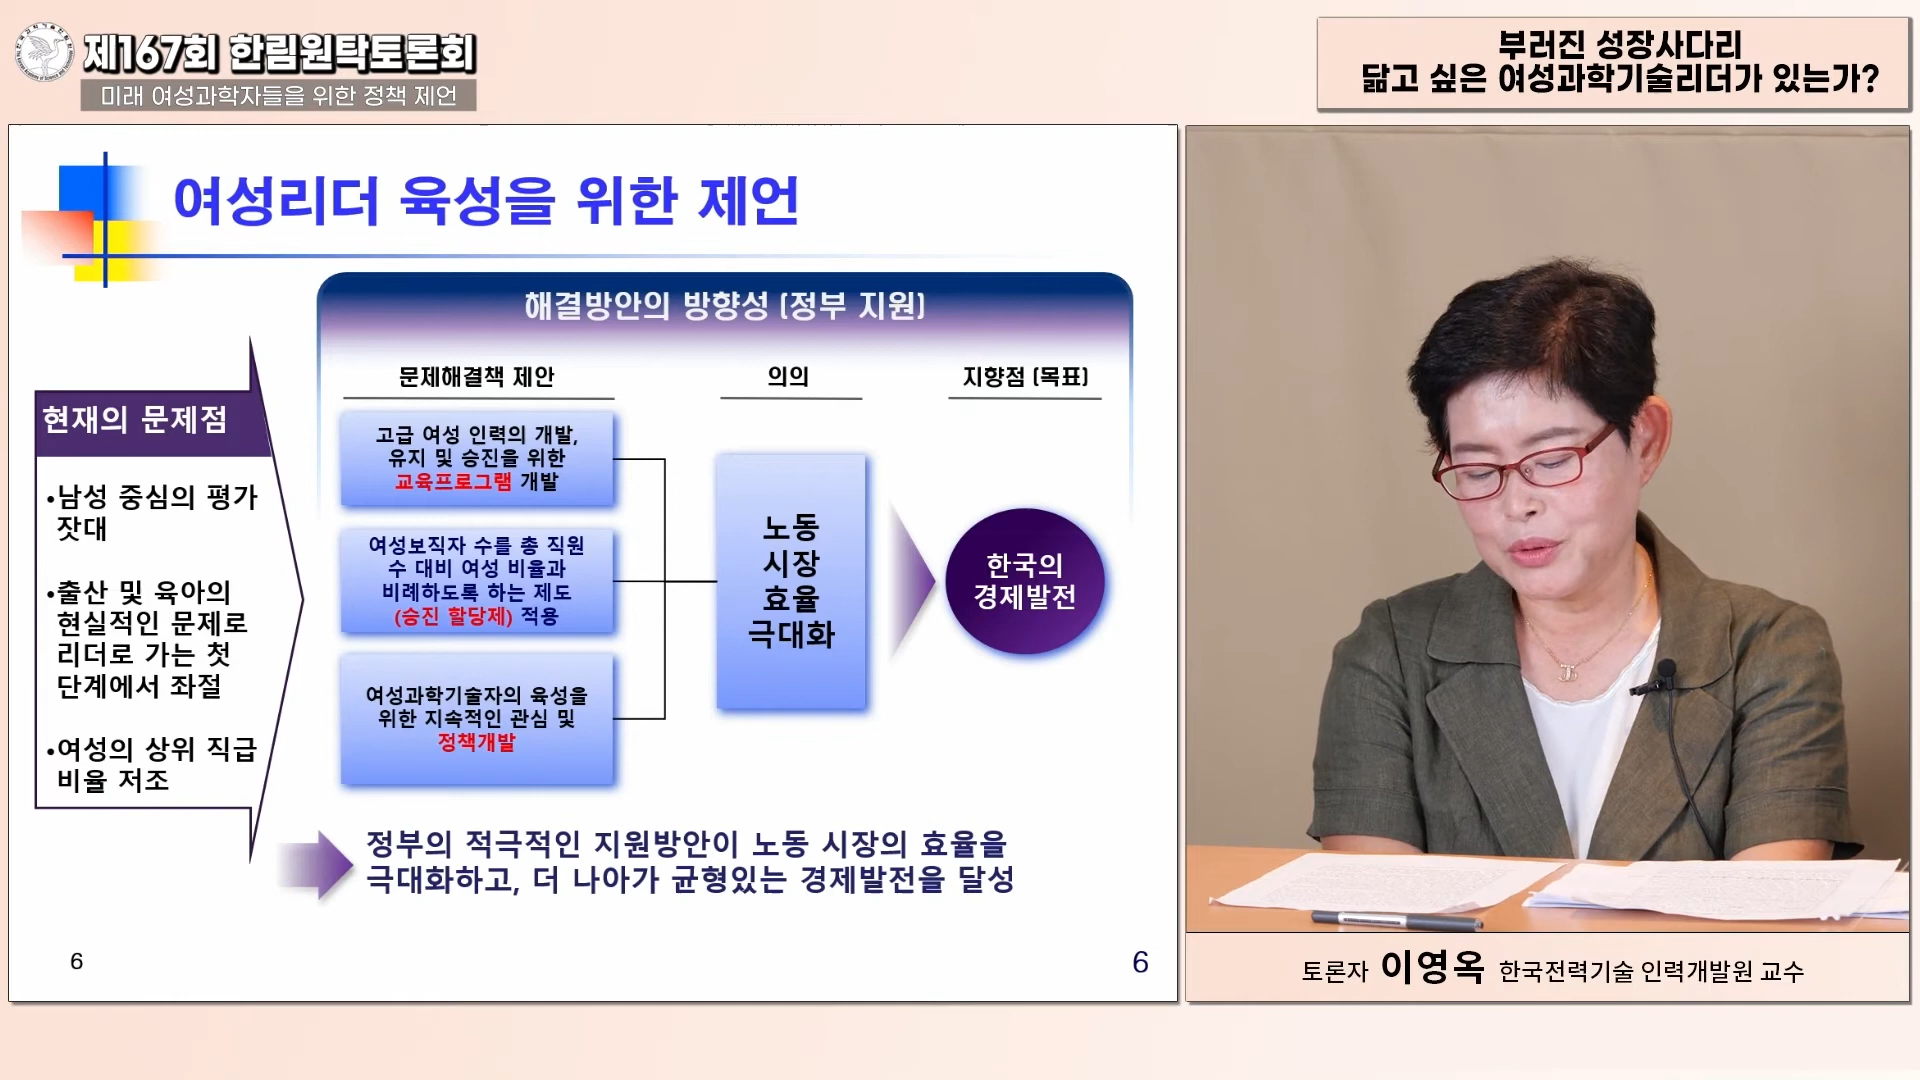 제167회 한림원탁토론회
미래 여성과학자들을 위한 정책 제언
부러진 성장사다리
닮고 싶은 여성과학기술리더가 있는가?
여성리더 육성을 위한 제언
해결방안의 방향성 (정부 지원)
현재의 문제점
•남성 중심의 평가
잣대
•출산 및 육아의
현실적인 문제로
리더로 가는 첫
단계에서 좌절
•여성의 상위 직급
비율 저조
문제해결책 제안
고급 여성 인력의 개발,
유지 및 승진을 위한
교육프로그램 개발
여성보직자 수를 총 직원
수 대비 여성 비율과
비례하도록 하는 제도
(승진 할당제) 적용
여성과학기술자의 육성을
위한 지속적인 관심 및
정책개발
의의
노동
시장
효율
극대화
지향점 (목표)
한국의
경제발전
정부의 적극적인 지원방안이 노동 시장의 효율을
극대화하고, 더 나아가 균형있는 경제발전을 달성
6
6
토론자 이영옥 한국전력기술 인력개발원 교수